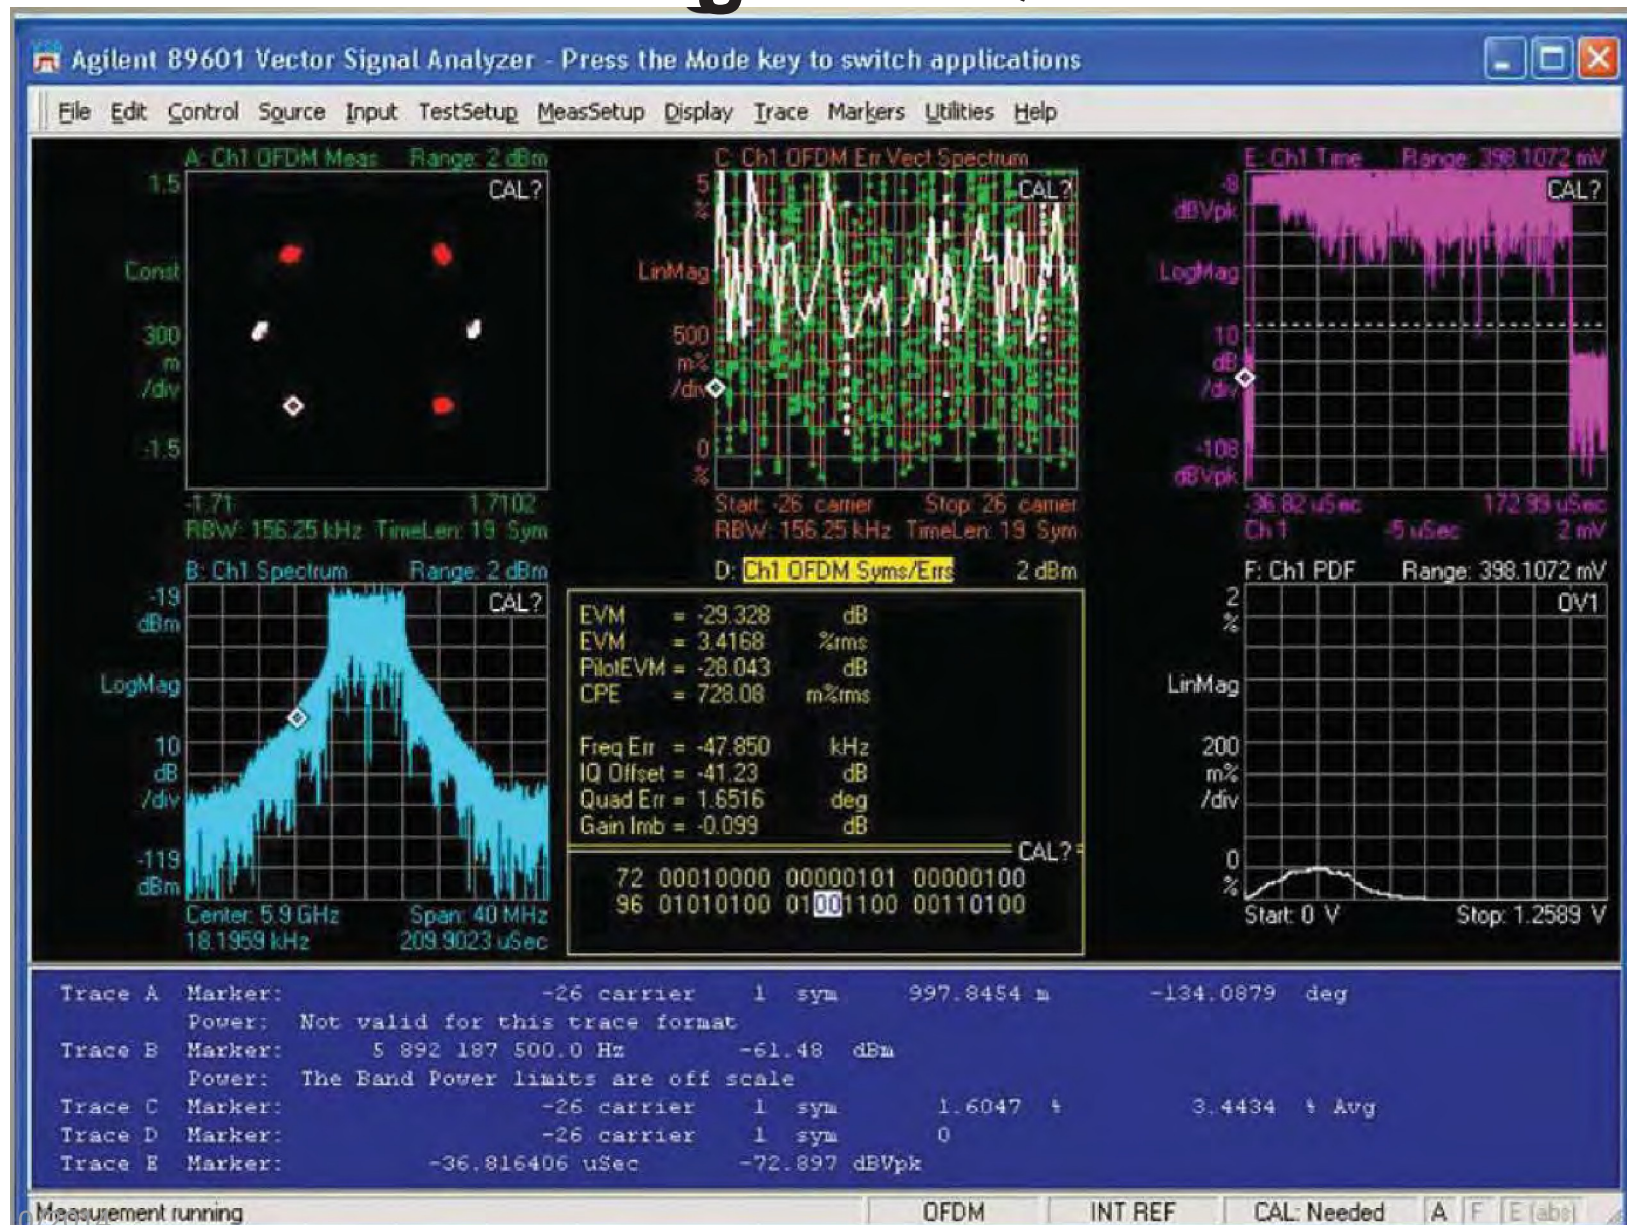 Agilent 89601 Vector Signal Analyzer - Press the Mode key to switch applications
File Edit Control Source Input TestSetup MeasSetup Display Trace Markers Utilities Help
A: Ch1 OFDM Meas Range: 2 dBm
1.5
CAL?
Const
300
m
/div
-1.5
-1.71 1.7102
RBW: 156.25 kHz TimeLen: 19 Sym
C: Ch1 OFDM Err Vect Spectrum
5
%
CAL?
LinMag
500
m%
/div
0
%
Start: -26 carrier Stop: 26 carrier
RBW: 156.25 kHz TimeLen: 19 Sym
E: Ch1 Time Range: 398.1072 mV
-8
dBVpk
CAL?
LogMag
10
dB
/div
-108
dBVpk
-36.82 uSec 172.99 uSec
Ch 1 -5 uSec 2 mV
B: Ch1 Spectrum Range: 2 dBm
-19
dBm
CAL?
LogMag
10
dB
/div
-119
dBm
Center: 5.9 GHz Span: 40 MHz
18.1959 kHz 209.9023 uSec
D: Ch1 OFDM Syms/Errs 2 dBm
EVM = -29.328 dB
EVM = 3.4168 %rms
PilotEVM = -28.043 dB
CPE = 728.08 m%rms
Freq Err = -47.850 kHz
IQ Offset = -41.23 dB
Quad Err = 1.6516 deg
Gain Imb = -0.099 dB
CAL?
72 00010000 00000101 00000100
96 01010100 01001100 00110100
F: Ch1 PDF Range: 398.1072 mV
2
%
OV1
LinMag
200
m%
/div
0
%
Start: 0 V Stop: 1.2589 V
Trace A Marker: -26 carrier 1 sym 997.8454 m -134.0879 deg
Power: Not valid for this trace format
Trace B Marker: 5 892 187 500.0 Hz -61.48 dBm
Power: The Band Power limits are off scale
Trace C Marker: -26 carrier 1 sym 1.6047 % 3.4434 % Avg
Trace D Marker: -26 carrier 1 sym 0
Trace E Marker: -36.816406 uSec -72.897 dBVpk
Measurement running OFDM INT REF CAL: Needed A F E (abs)